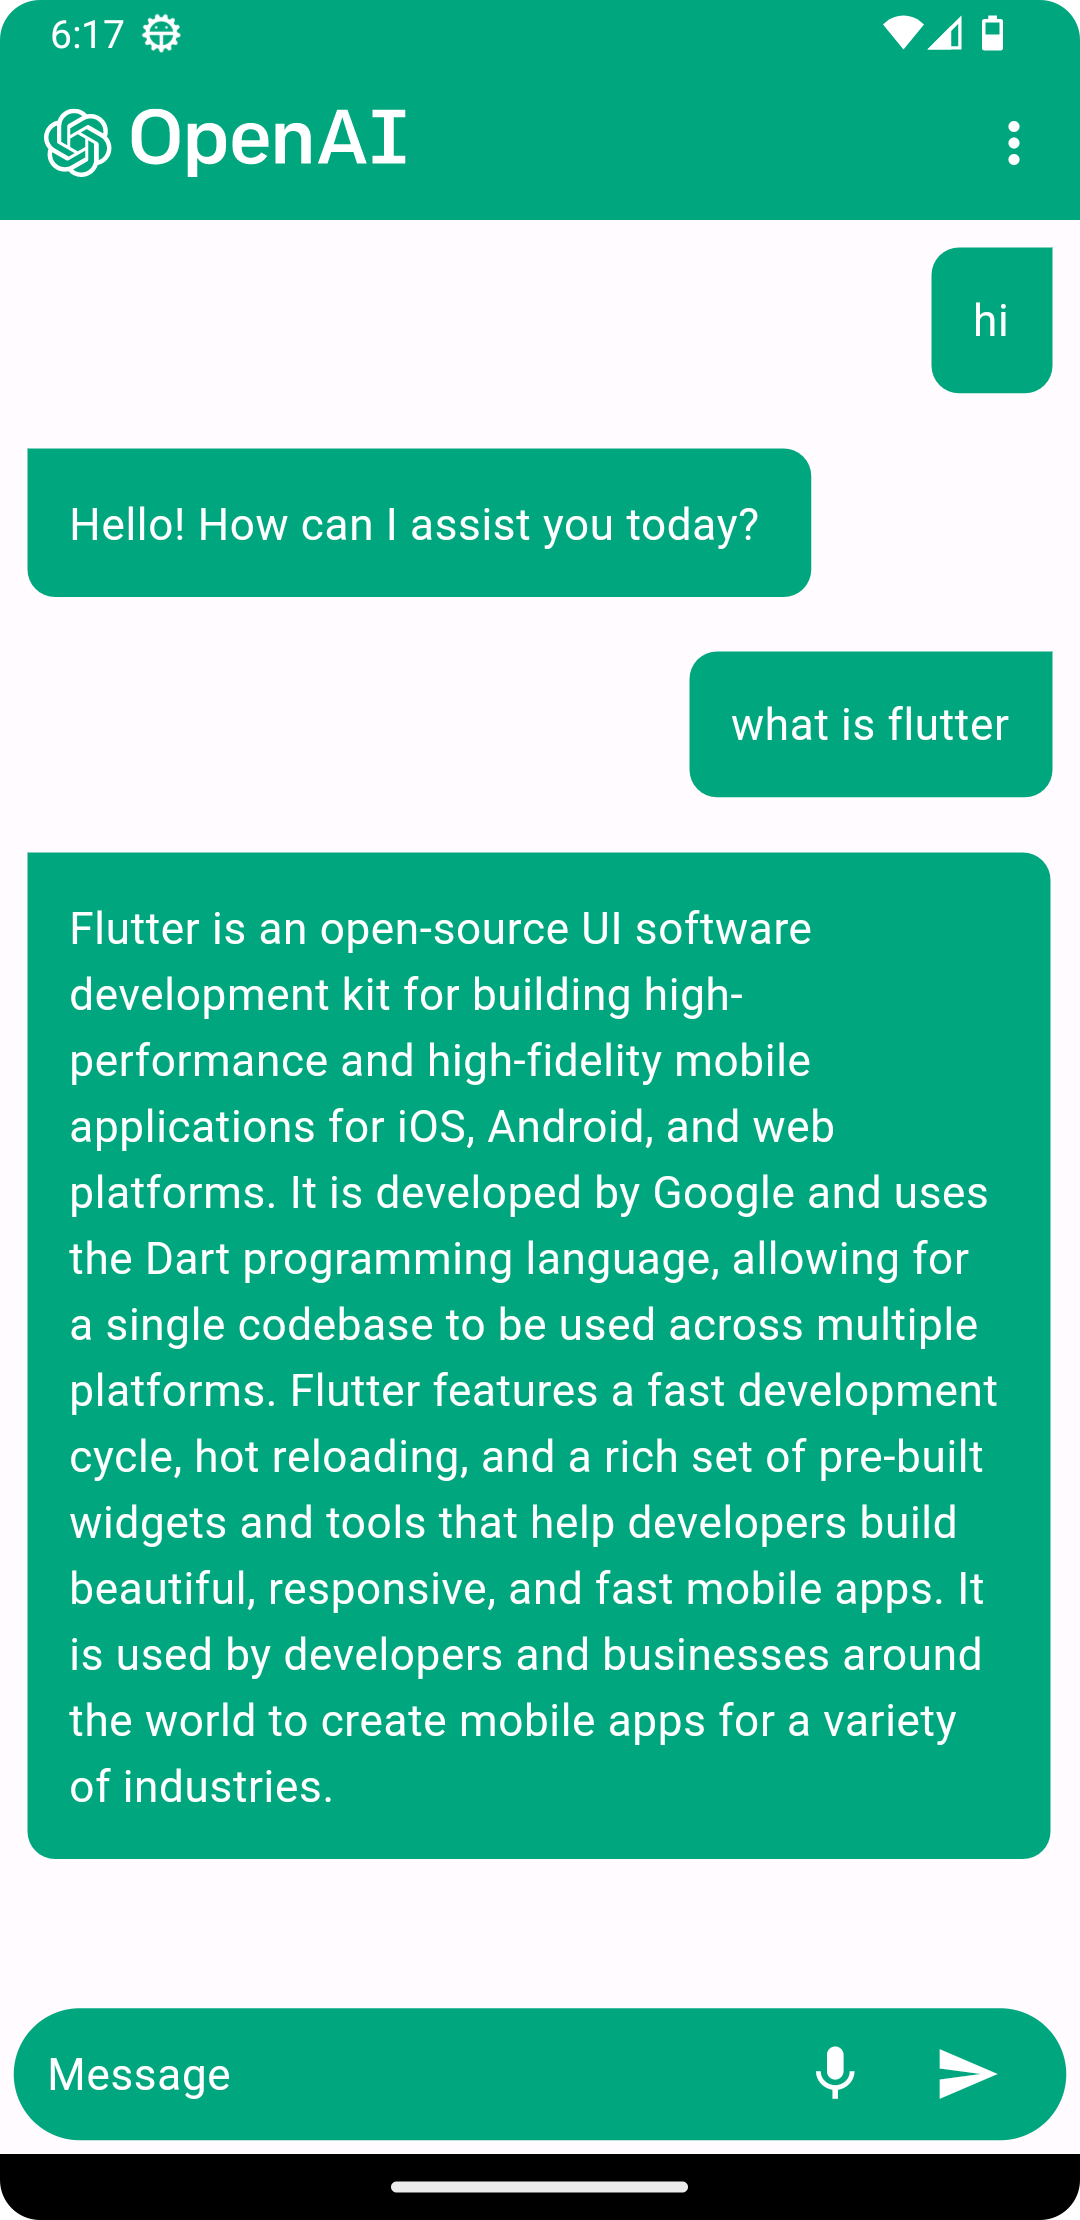 6:17
OpenAI
hi
Hello! How can I assist you today?
what is flutter
Flutter is an open-source UI software
development kit for building high-
performance and high-fidelity mobile
applications for iOS, Android, and web
platforms. It is developed by Google and uses
the Dart programming language, allowing for
a single codebase to be used across multiple
platforms. Flutter features a fast development
cycle, hot reloading, and a rich set of pre-built
widgets and tools that help developers build
beautiful, responsive, and fast mobile apps. It
is used by developers and businesses around
the world to create mobile apps for a variety
of industries.
Message